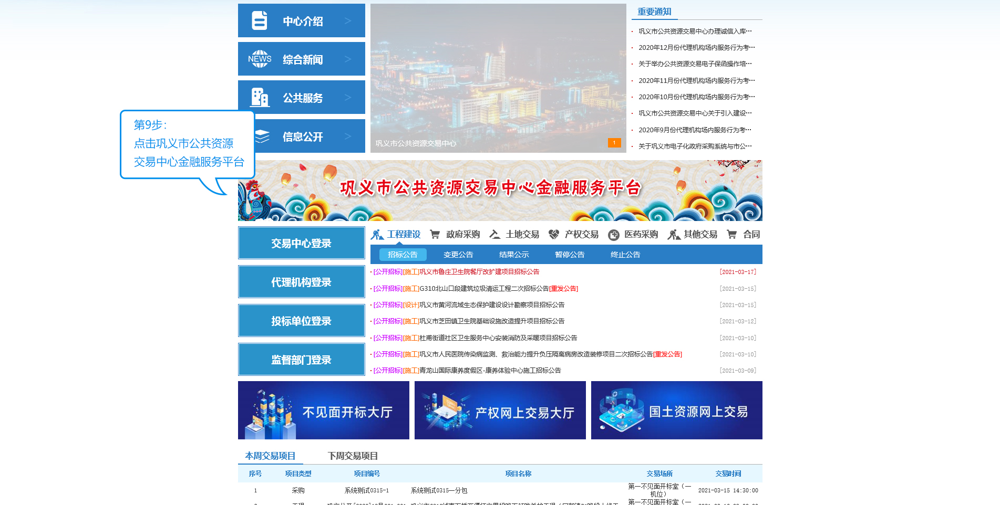 中心介绍 >
NEWS 综合新闻 >
公共服务 >
信息公开 >
第9步：
点击巩义市公共资源
交易中心金融服务平台
巩义市公共资源交易中心
1
重要通知
巩义市公共资源交易中心办理诚信入库···
2020年12月份代理机构场内服务行为考···
关于举办公共资源交易电子保函操作培···
2020年11月份代理机构场内服务行为考···
2020年10月份代理机构场内服务行为考···
巩义市公共资源交易中心关于引入建设···
2020年9月份代理机构场内服务行为考···
关于巩义市电子化政府采购系统与市公···
巩义市公共资源交易中心金融服务平台
交易中心登录
代理机构登录
投标单位登录
监督部门登录
工程建设 政府采购 土地交易 产权交易 医药采购 其他交易 合同
招标公告 变更公告 结果公示 暂停公告 终止公告
[公开招标][施工]巩义市鲁庄卫生院餐厅改扩建项目招标公告 [2021-03-17]
[公开招标][施工]G310北山口段建筑垃圾清运工程二次招标公告[重发公告] [2021-03-15]
[公开招标][设计]巩义市黄河流域生态保护建设设计勘察项目招标公告 [2021-03-15]
[公开招标][施工]巩义市芝田镇卫生院基础设施改造提升项目招标公告 [2021-03-12]
[公开招标][施工]杜甫街道社区卫生服务中心安装消防及采暖项目招标公告 [2021-03-10]
[公开招标][施工]巩义市人民医院传染病监测、救治能力提升负压隔离病房改造装修项目二次招标公告[重发公告] [2021-03-10]
[公开招标][施工]青龙山国际康养度假区-康养体验中心施工招标公告 [2021-03-09]
不见面开标大厅
产权网上交易大厅
国土资源网上交易
本周交易项目 下周交易项目
序号 项目类型 项目编号 项目名称 交易场所 交易时间
1 采购 系统测试0315-1 系统测试0315—分包 第一不见面开标室（一 2021-03-15 14:30:00
机位）
第一不见面开标室（一